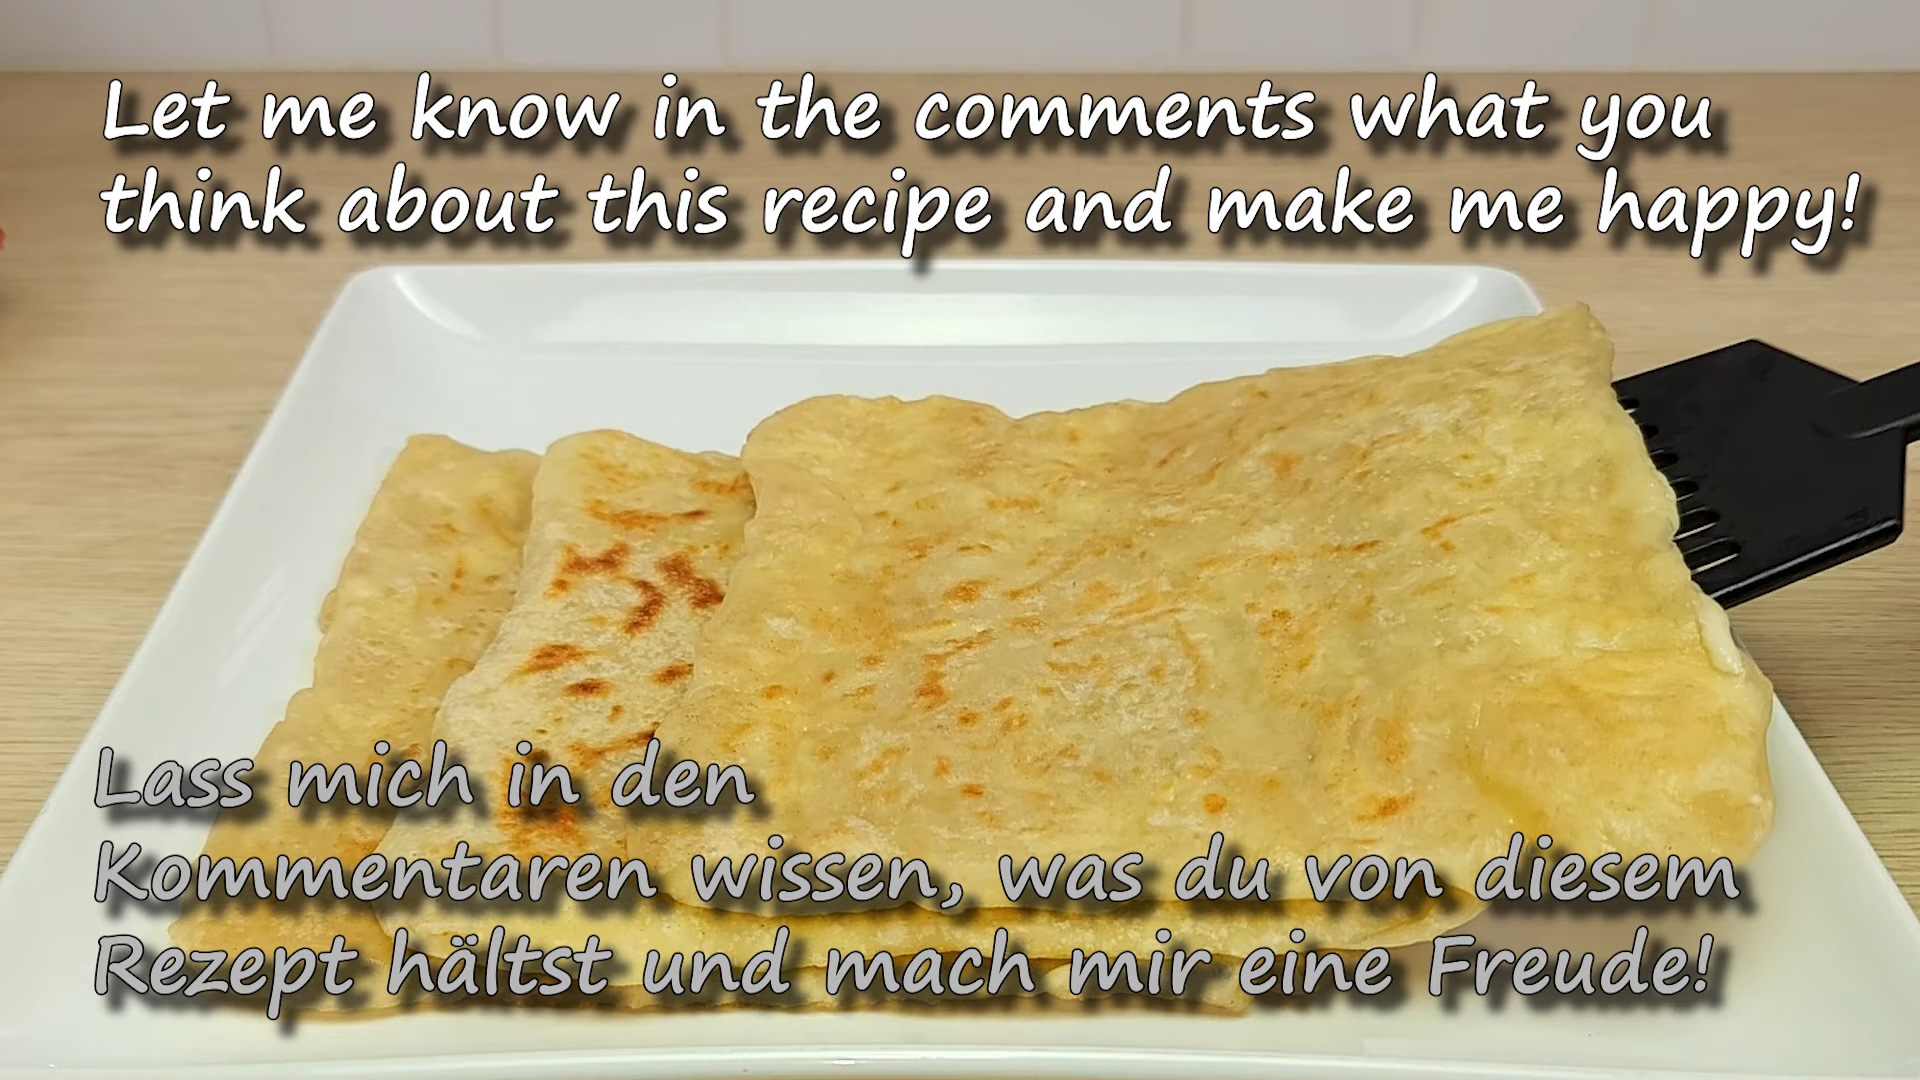 Let me know in the comments what you
think about this recipe and make me happy!
Lass mich in den
Kommentaren wissen, was du von diesem
Rezept hältst und mach mir eine Freude!